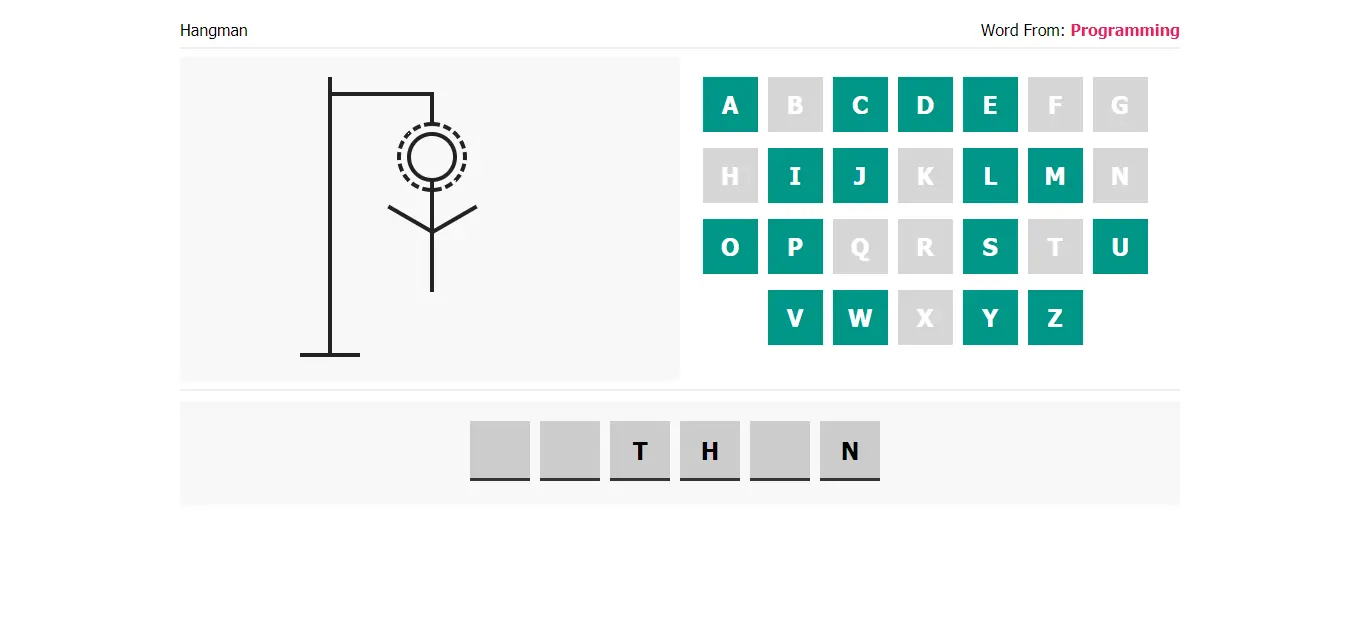 Hangman
Word From: Programming
A B C D E F G
H I J K L M N
O P Q R S T U
V W X Y Z
T H N